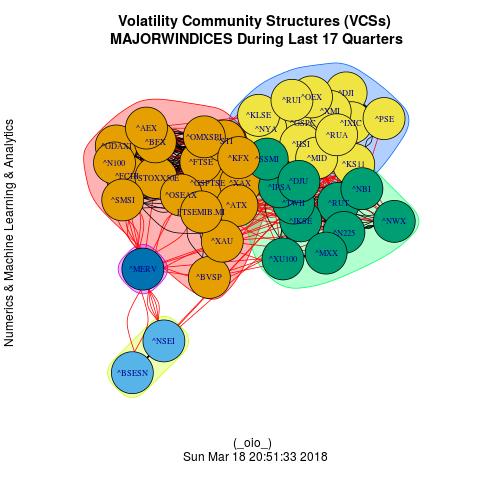 Volatility Community Structures (VCSs)
MAJORWINDICES During Last 17 Quarters
Numerics & Machine Learning & Analytics
^DJI
^OEX
^RUI
^XMI
^KLSE
^PSE
^IXIC
^NYA
^RUA
^AEX
^OMXSPI
^BFX
^GDAXI
^HSI
^KFX
^SSMI
^MID
^N100
^FTSE
^KS11
^FCHI
^STOXX50E
^GSPTSE
^XAX
^DJU
^NBI
^IPSA
^OSEAX
^SMSI
^ATX
^RUT
FTSEMIB.MI
^JKSE
^NWX
^N225
^XAU
^MXX
^XU100
^MERV
^BVSP
^NSEI
^BSESN
(_oio_)
Sun Mar 18 20:51:33 2018